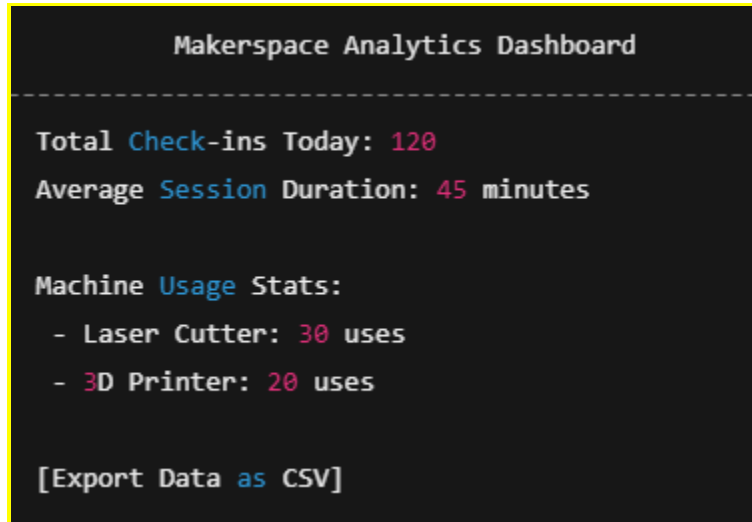 Makerspace Analytics Dashboard
Total Check-ins Today: 120
Average Session Duration: 45 minutes
Machine Usage Stats:
- Laser Cutter: 30 uses
- 3D Printer: 20 uses
[Export Data as CSV]